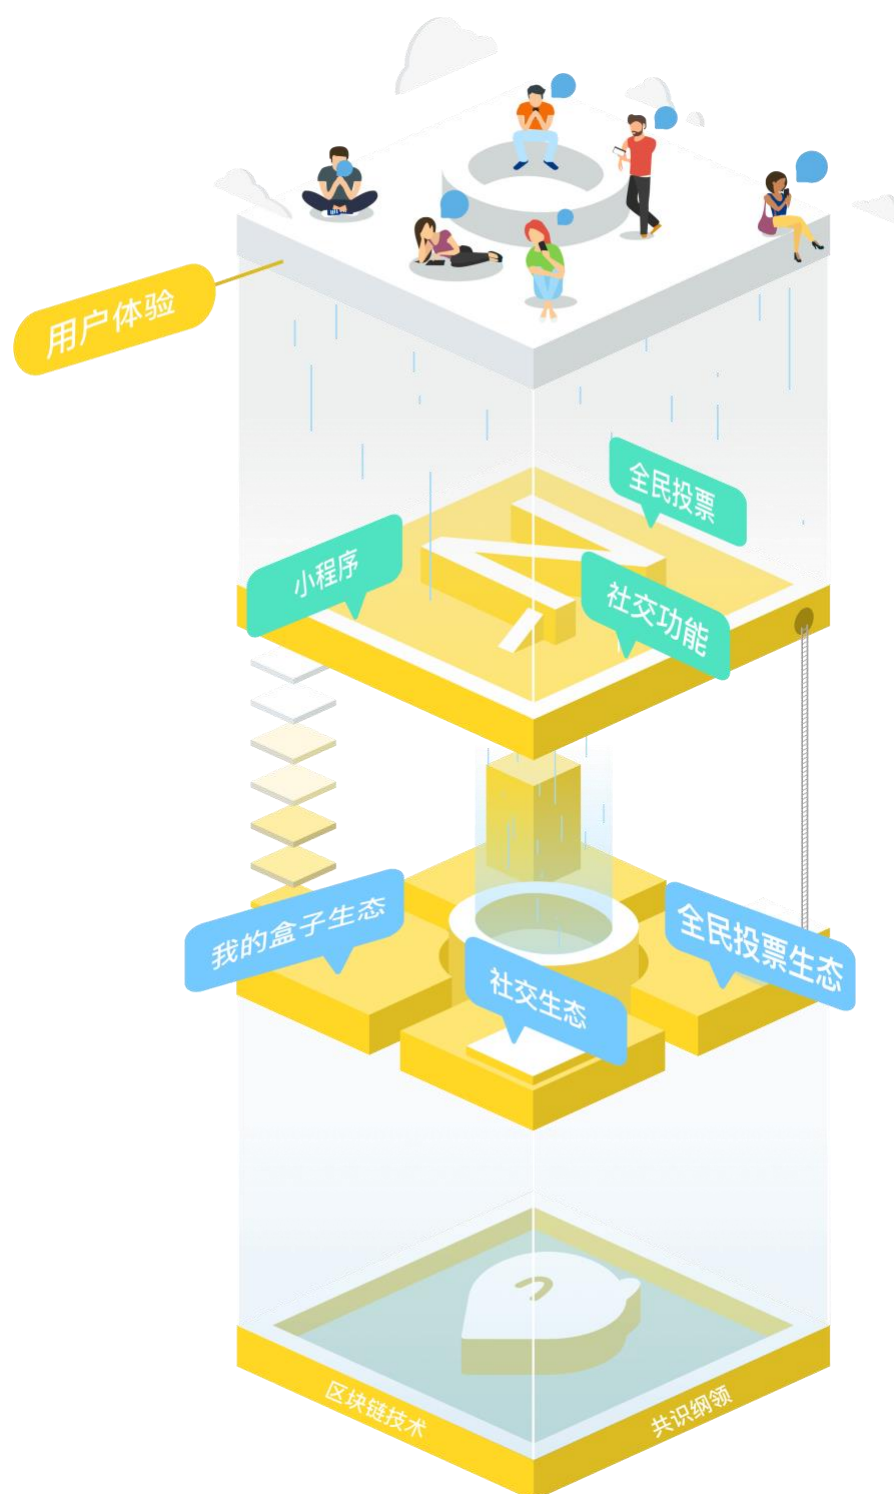 用户体验
全民投票
小程序
社交功能
我的盒子生态
全民投票生态
社交生态
区块链技术
共识纲领